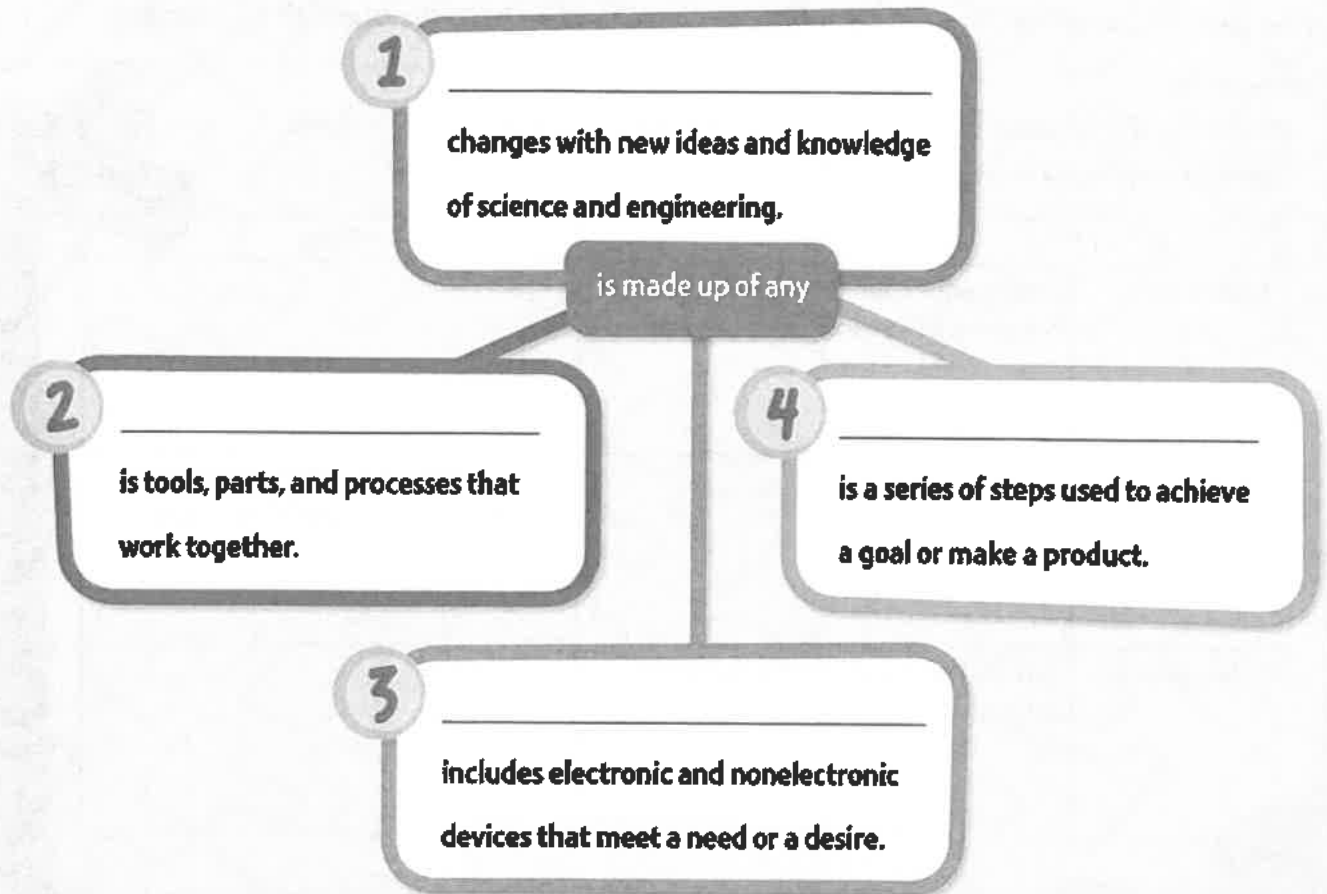 1
changes with new ideas and knowledge
of science and engineering.
is made up of any
2
is tools, parts, and processes that
work together.
4
is a series of steps used to achieve
a goal or make a product.
3
includes electronic and nonelectronic
devices that meet a need or a desire.